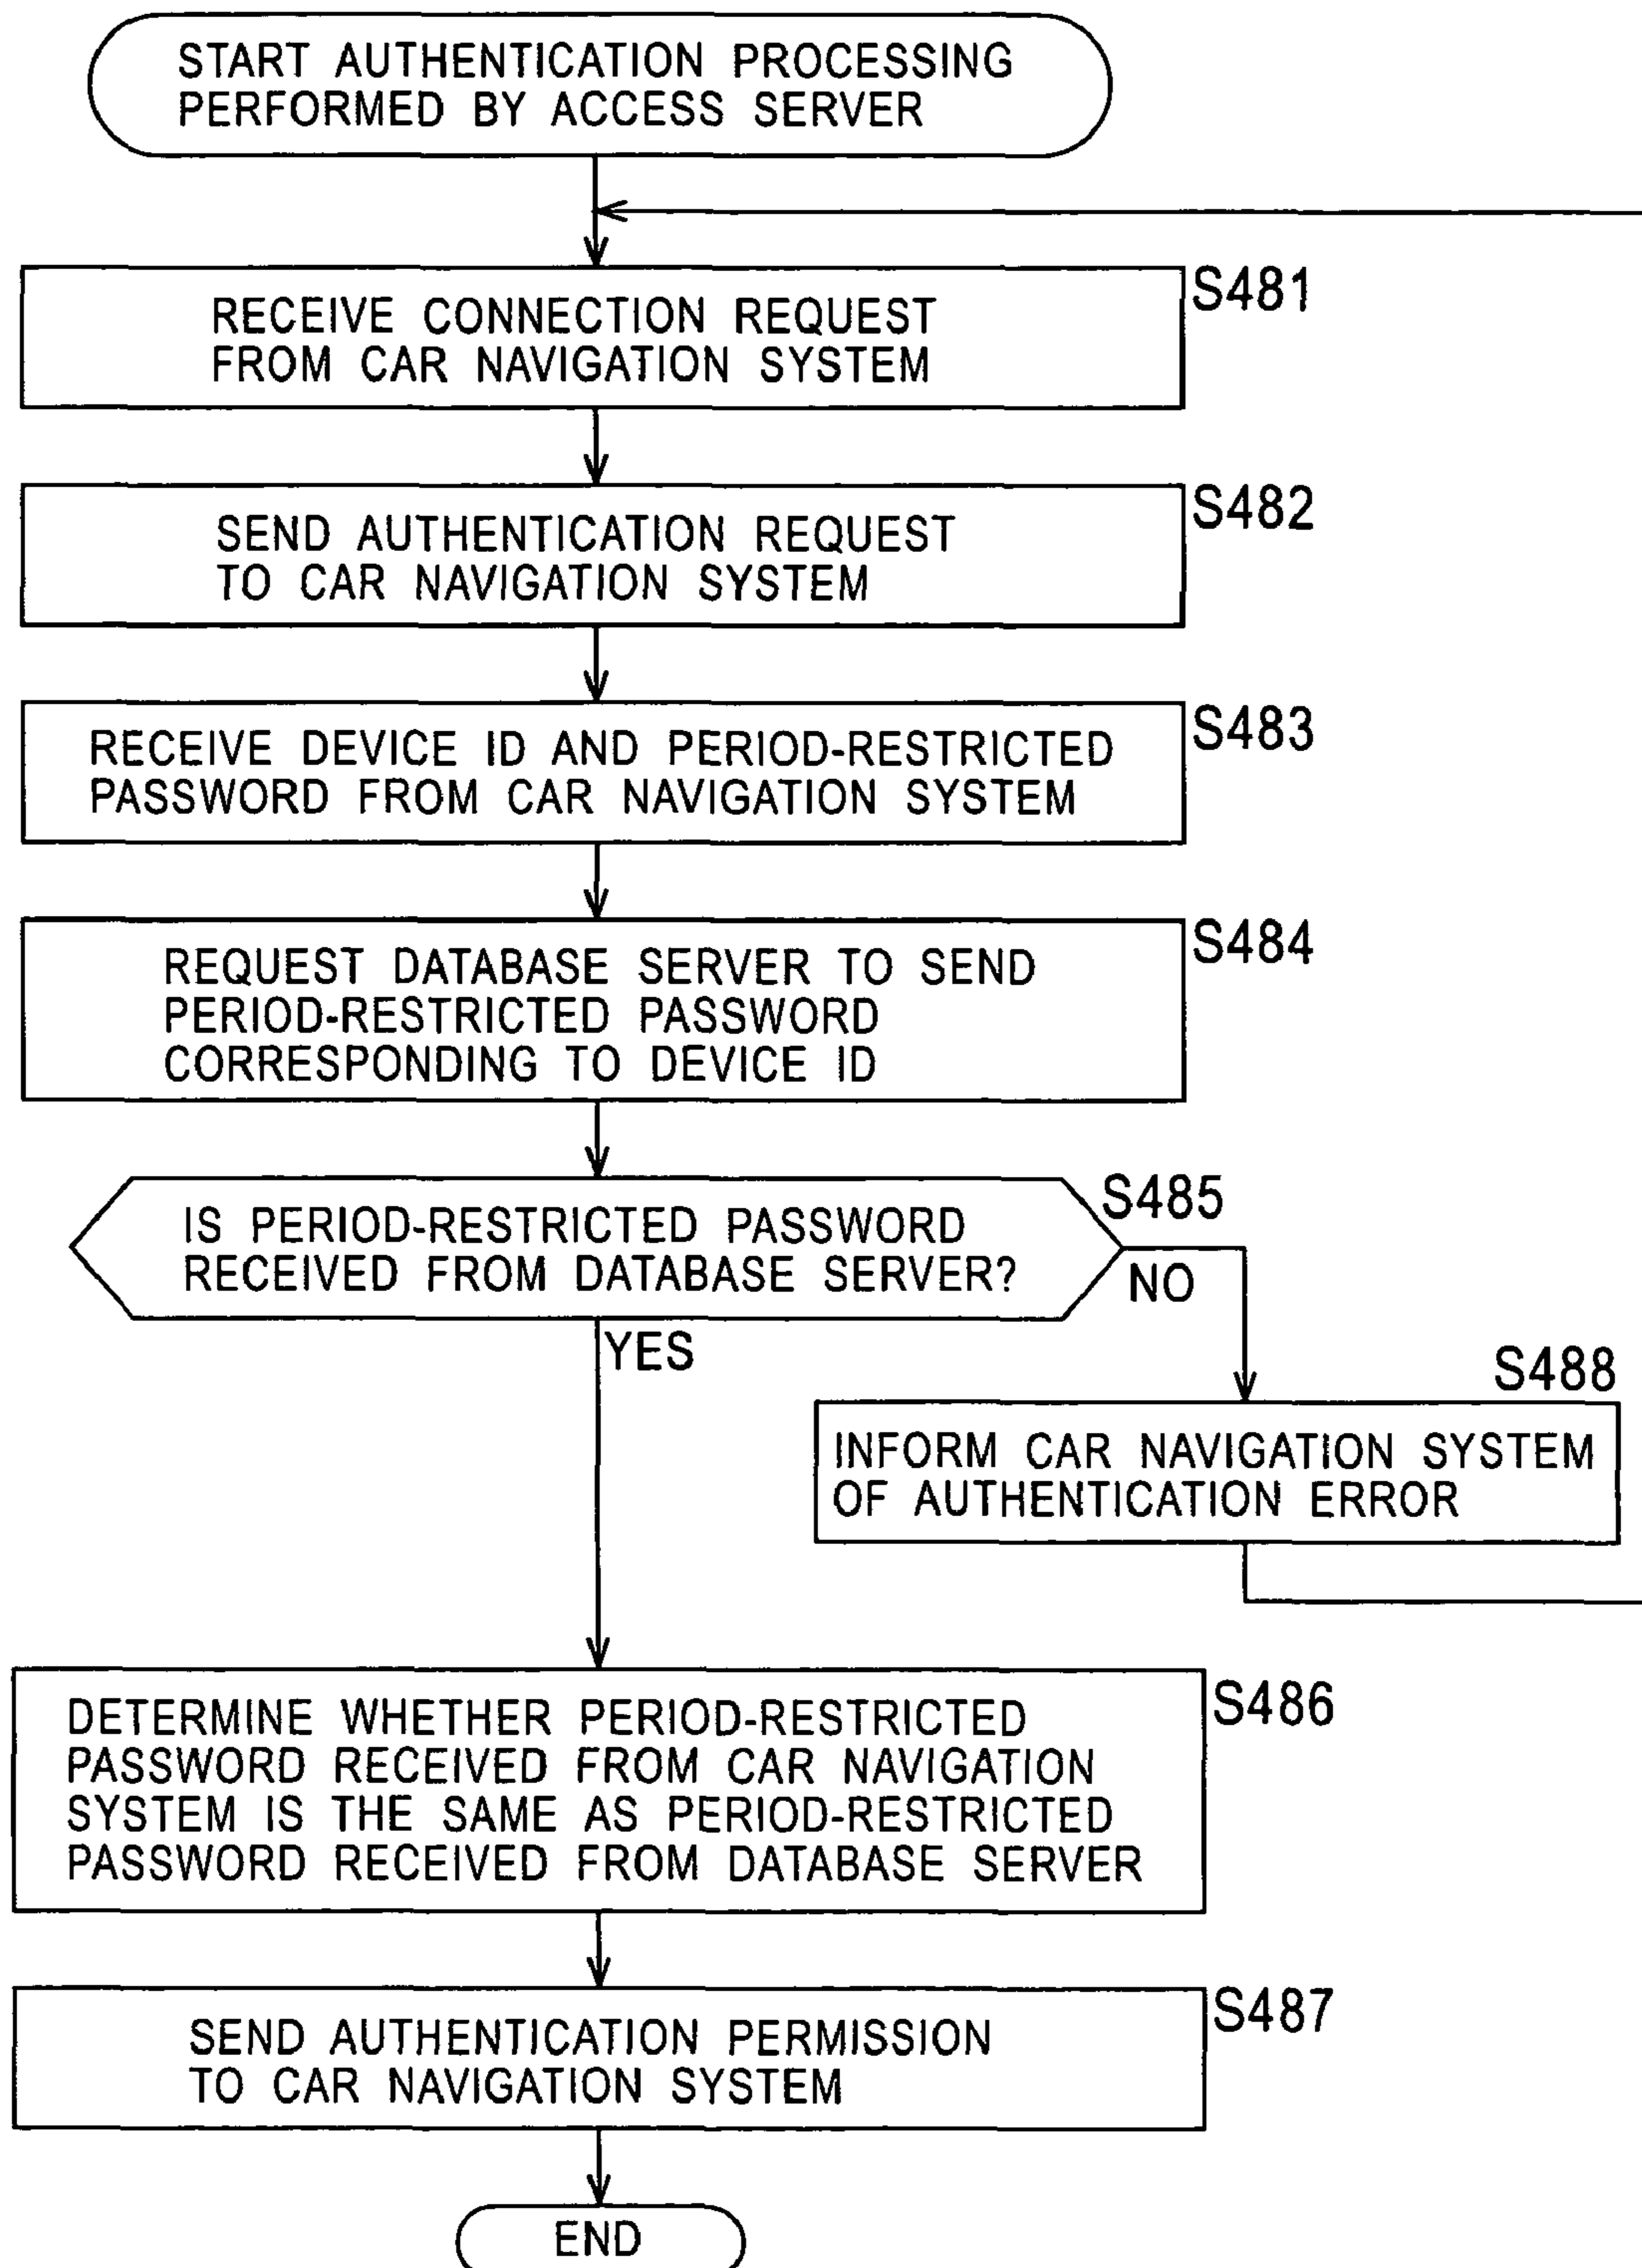 START AUTHENTICATION PROCESSING
PERFORMED BY ACCESS SERVER
S481
RECEIVE CONNECTION REQUEST
FROM CAR NAVIGATION SYSTEM
S482
SEND AUTHENTICATION REQUEST
TO CAR NAVIGATION SYSTEM
S483
RECEIVE DEVICE ID AND PERIOD-RESTRICTED
PASSWORD FROM CAR NAVIGATION SYSTEM
S484
REQUEST DATABASE SERVER TO SEND
PERIOD-RESTRICTED PASSWORD
CORRESPONDING TO DEVICE ID
S485
IS PERIOD-RESTRICTED PASSWORD
RECEIVED FROM DATABASE SERVER?
NO
YES
S488
INFORM CAR NAVIGATION SYSTEM
OF AUTHENTICATION ERROR
S486
DETERMINE WHETHER PERIOD-RESTRICTED
PASSWORD RECEIVED FROM CAR NAVIGATION
SYSTEM IS THE SAME AS PERIOD-RESTRICTED
PASSWORD RECEIVED FROM DATABASE SERVER
S487
SEND AUTHENTICATION PERMISSION
TO CAR NAVIGATION SYSTEM
END